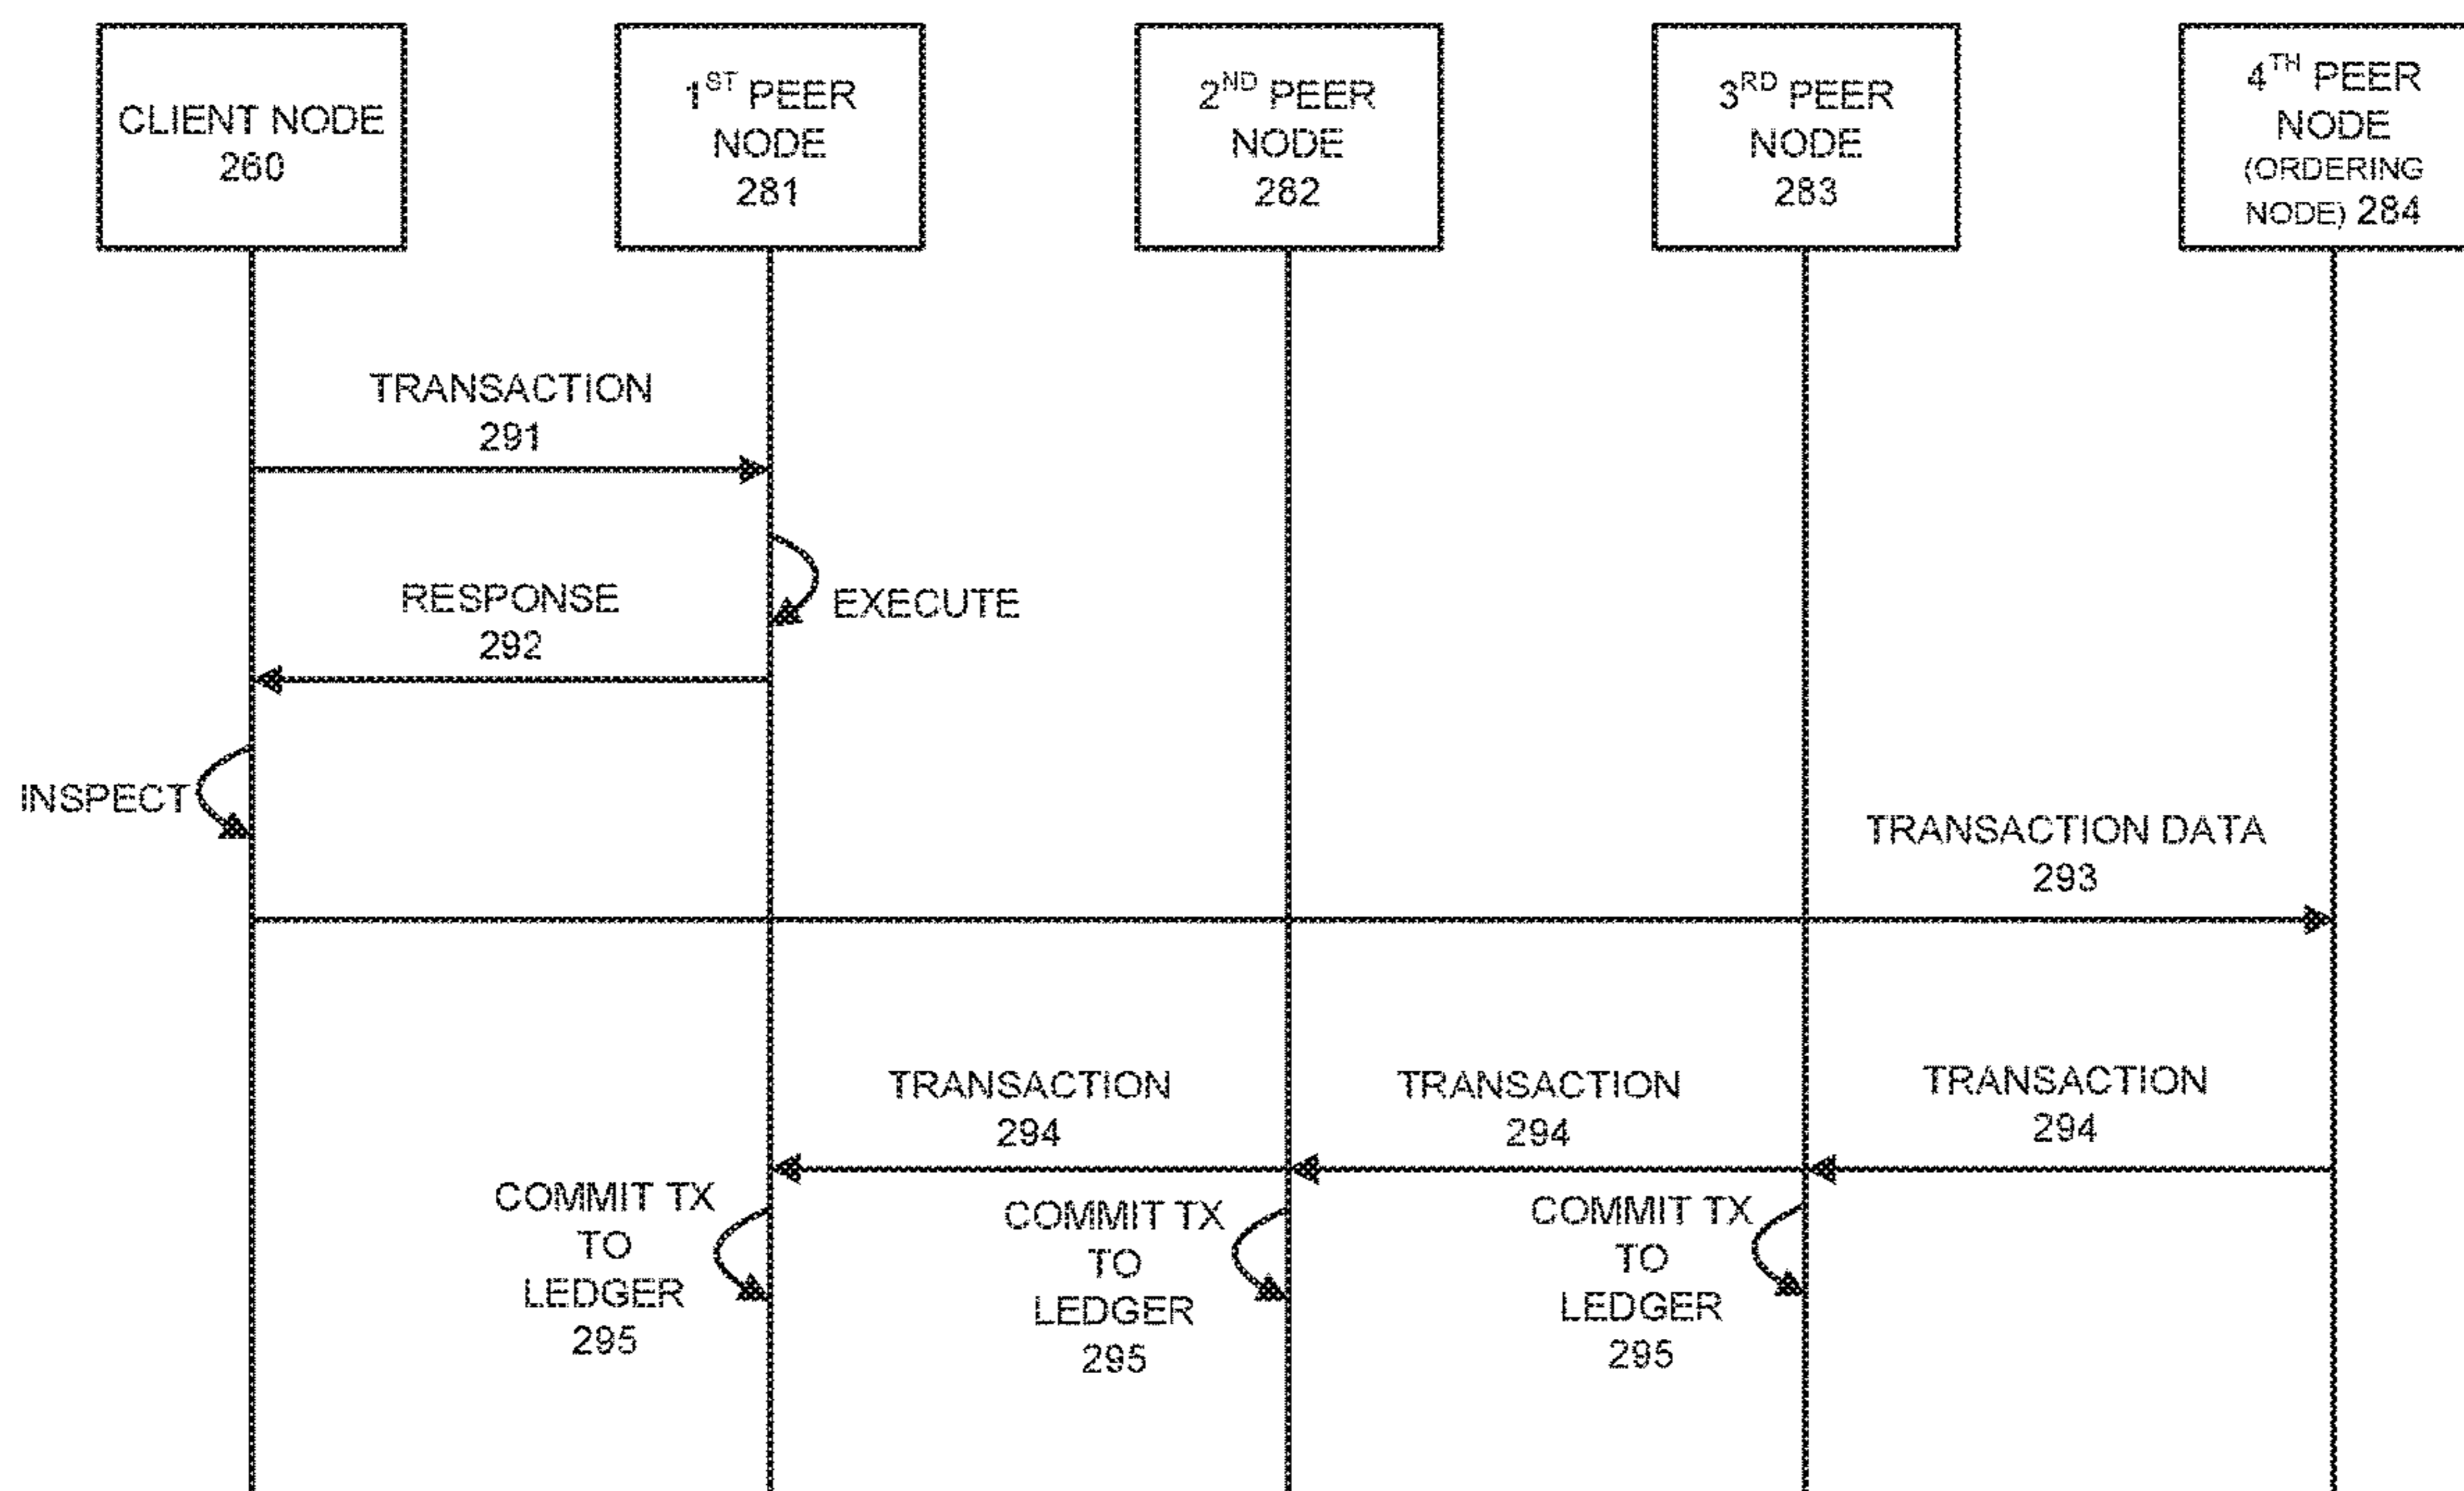 CLIENT NODE
260
1ST PEER
NODE
281
2ND PEER
NODE
282
3RD PEER
NODE
283
4TH PEER
NODE
(ORDERING
NODE) 284
TRANSACTION
291
EXECUTE
RESPONSE
292
INSPECT
TRANSACTION DATA
293
TRANSACTION
294
TRANSACTION
294
TRANSACTION
294
COMMIT TX
TO
LEDGER
295
COMMIT TX
TO
LEDGER
295
COMMIT TX
TO
LEDGER
295